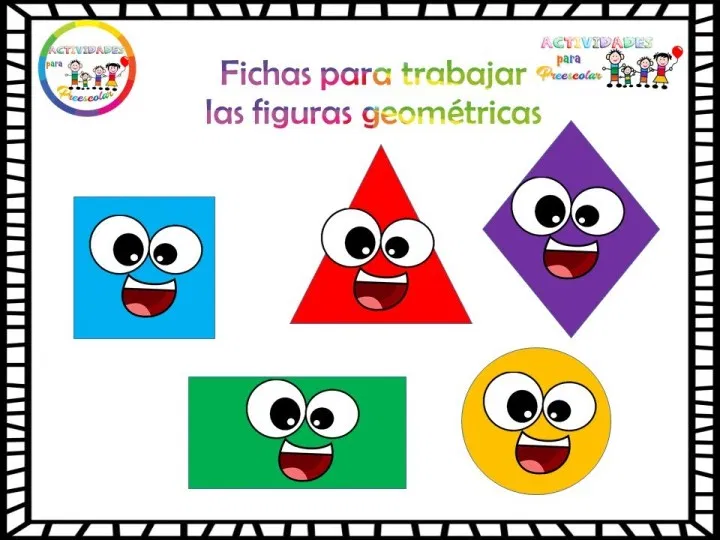 ACTIVIDADES
para
Preescolar
Fichas para trabajar
las figuras geométricas
ACTIVIDADES
para
Preescolar